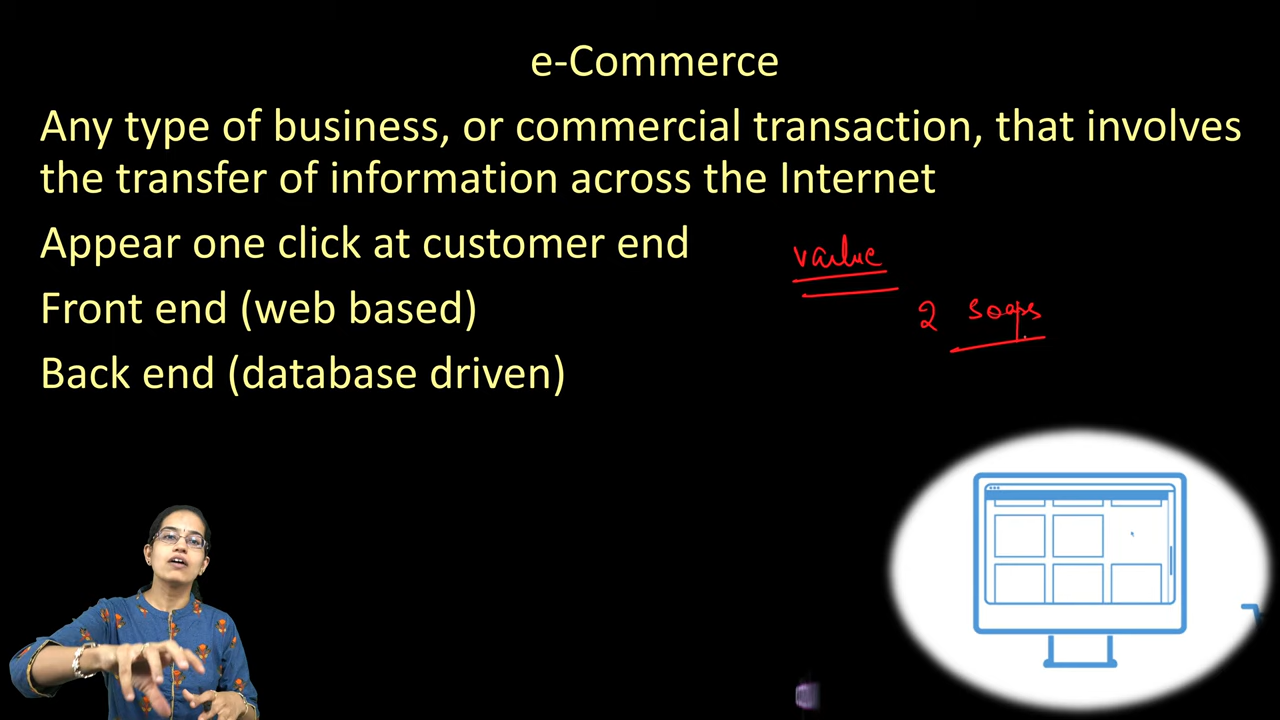 e-Commerce
Any type of business, or commercial transaction, that involves
the transfer of information across the Internet
Appear one click at customer end
value
Front end (web based)
2 soaps
Back end (database driven)